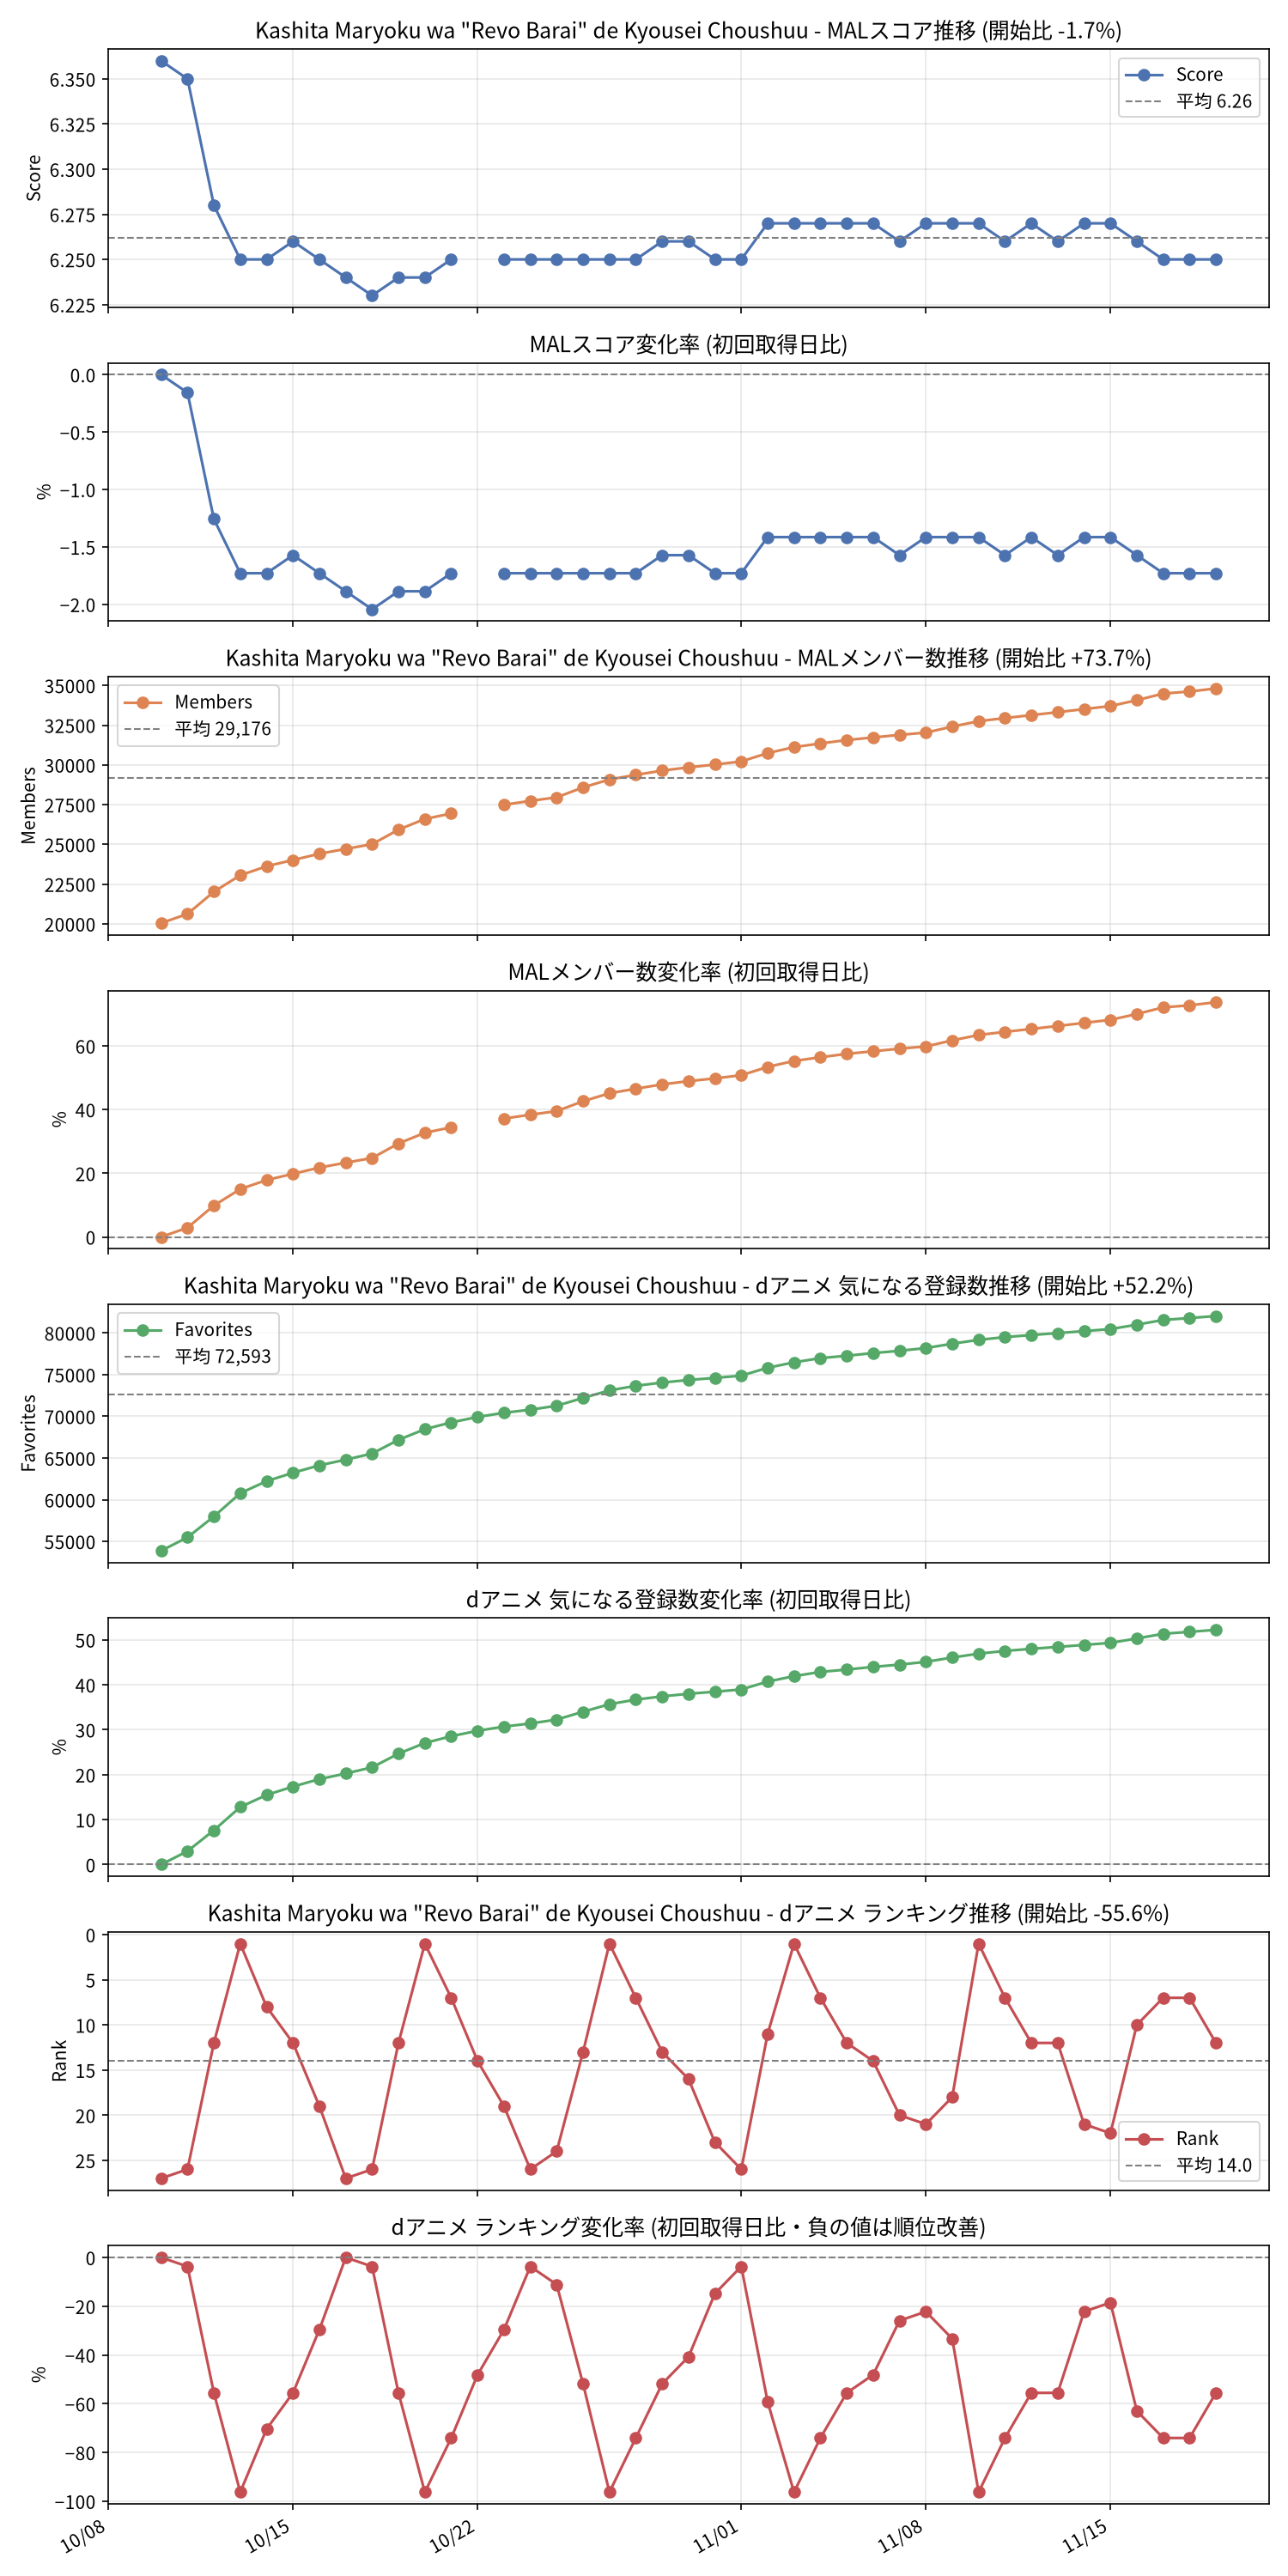 Kashita Maryoku wa "Revo Barai" de Kyousei Choushuu - MALスコア推移 (開始比 -1.7%)
Score
6.350
6.325
6.300
6.275
6.250
6.225
Score
平均 6.26
MALスコア変化率 (初回取得日比)
%
0.0
−0.5
−1.0
−1.5
−2.0
Kashita Maryoku wa "Revo Barai" de Kyousei Choushuu - MALメンバー数推移 (開始比 +73.7%)
Members
35000
32500
30000
27500
25000
22500
20000
Members
平均 29,176
MALメンバー数変化率 (初回取得日比)
%
60
40
20
0
Kashita Maryoku wa "Revo Barai" de Kyousei Choushuu - dアニメ 気になる登録数推移 (開始比 +52.2%)
Favorites
80000
75000
70000
65000
60000
55000
Favorites
平均 72,593
dアニメ 気になる登録数変化率 (初回取得日比)
%
50
40
30
20
10
0
Kashita Maryoku wa "Revo Barai" de Kyousei Choushuu - dアニメ ランキング推移 (開始比 -55.6%)
Rank
0
5
10
15
20
25
Rank
平均 14.0
dアニメ ランキング変化率 (初回取得日比・負の値は順位改善)
%
0
−20
−40
−60
−80
−100
10/08
10/15
10/22
11/01
11/08
11/15